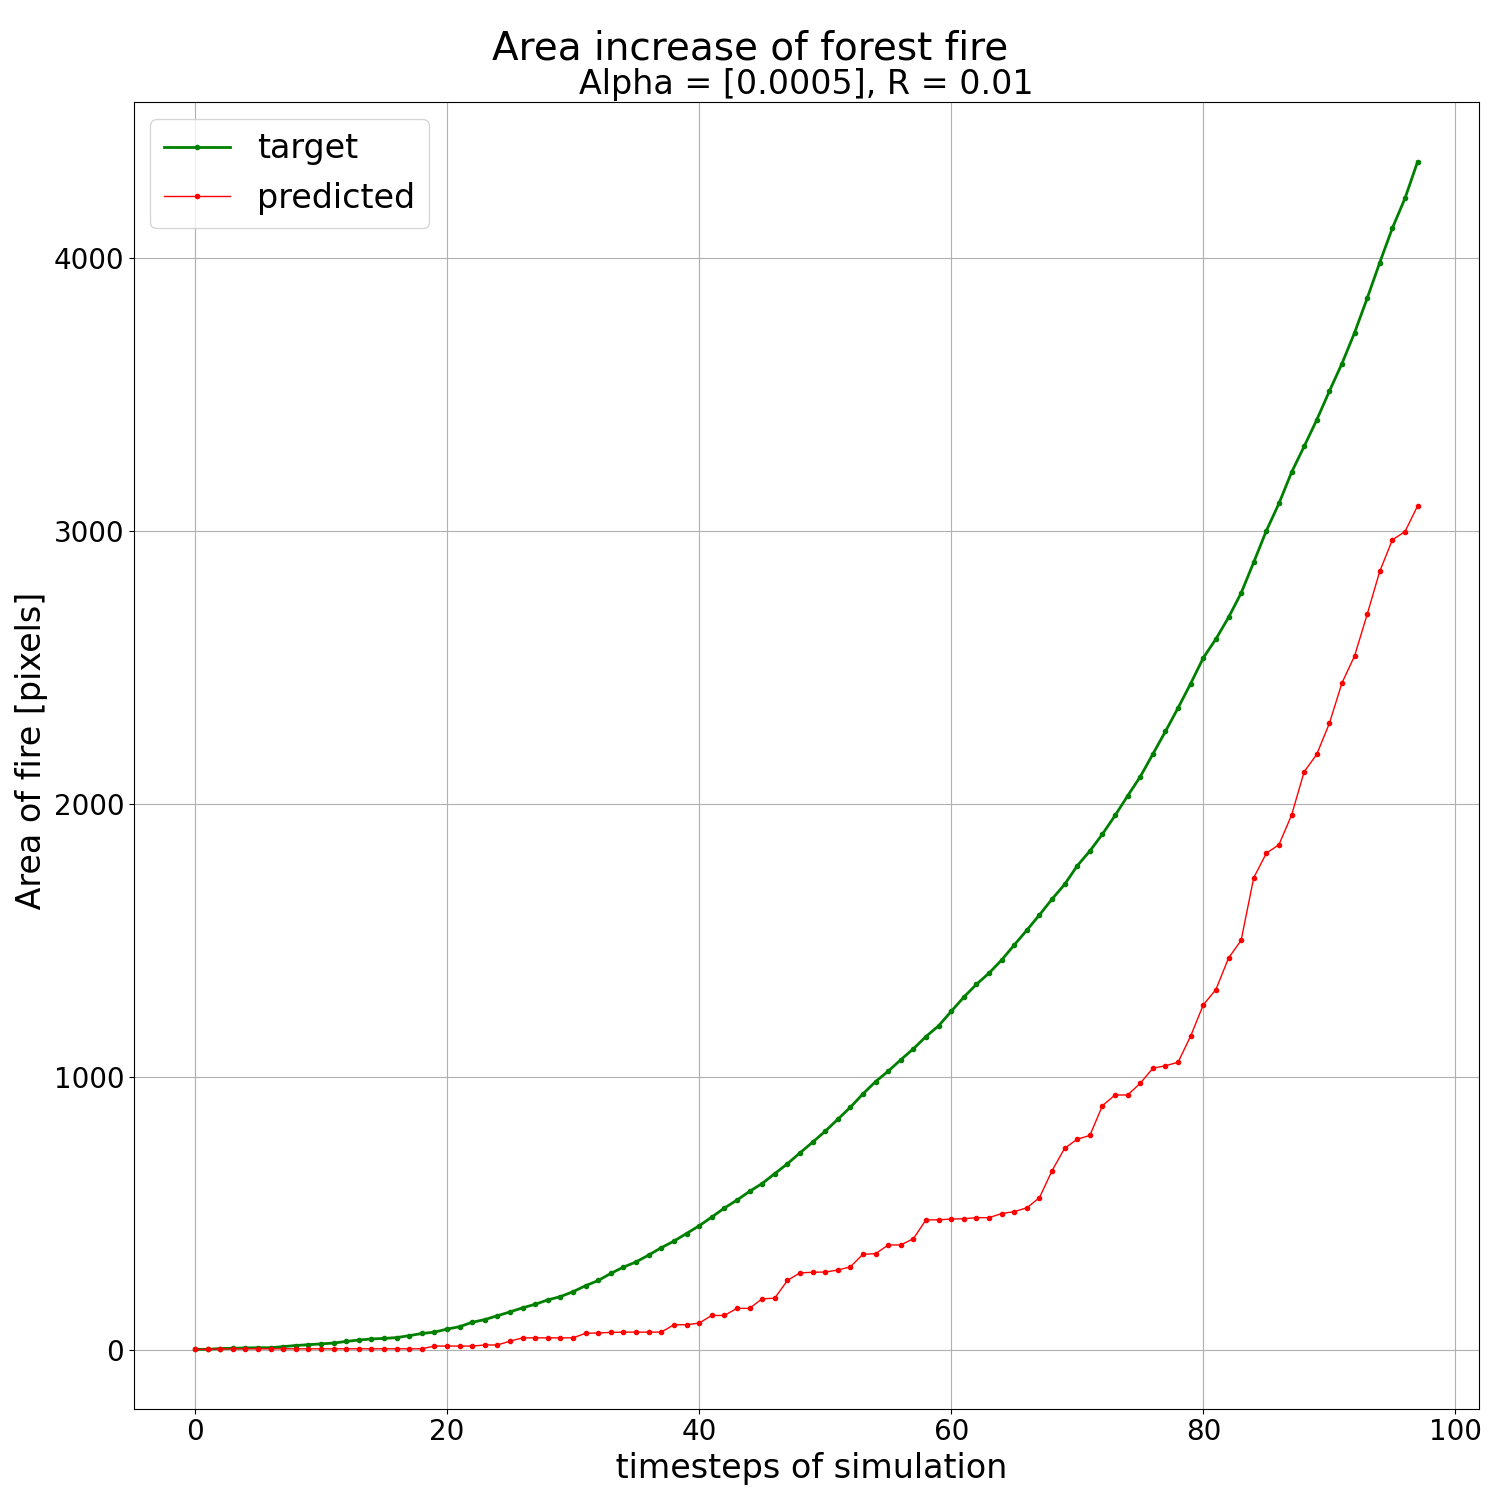 Area increase of forest fire
Alpha = [0.0005], R = 0.01
target
predicted
Area of fire [pixels]
4000
3000
2000
1000
0
0 20 40 60 80 100
timesteps of simulation